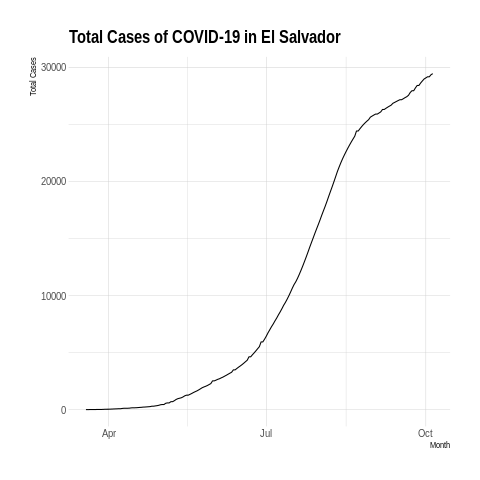 Total Cases of COVID-19 in El Salvador
Total Cases
30000
20000
10000
0
Apr
Jul
Oct
Month